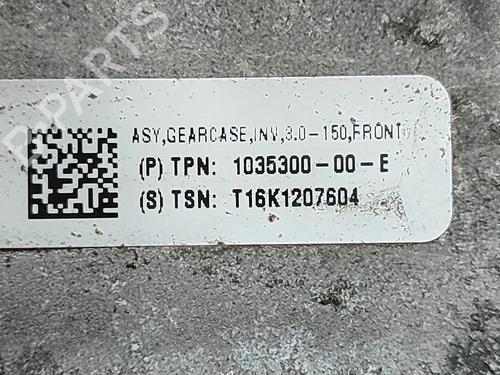 ASY,GEARCASE,INV,3.0-150,FRONT
(P) TPN: 1035300-00-E
(S) TSN: T16K1207604